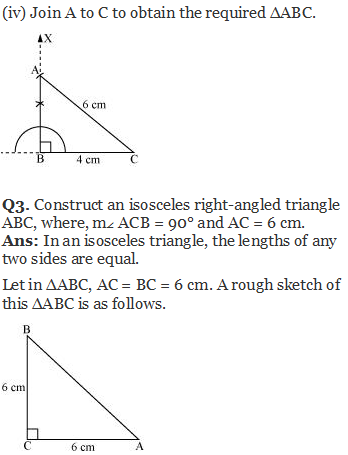 (iv) Join A to C to obtain the required ΔABC.
X
A
6 cm
B 4 cm C
Q3. Construct an isosceles right-angled triangle
ABC, where, m∠ ACB = 90° and AC = 6 cm.
Ans: In an isosceles triangle, the lengths of any
two sides are equal.
Let in ΔABC, AC = BC = 6 cm. A rough sketch of
this ΔABC is as follows.
B
6 cm
C 6 cm A